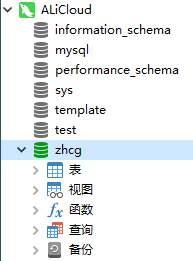 ALiCloud
information_schema
mysql
performance_schema
sys
template
test
zhcg
表
视图
函数
查询
备份